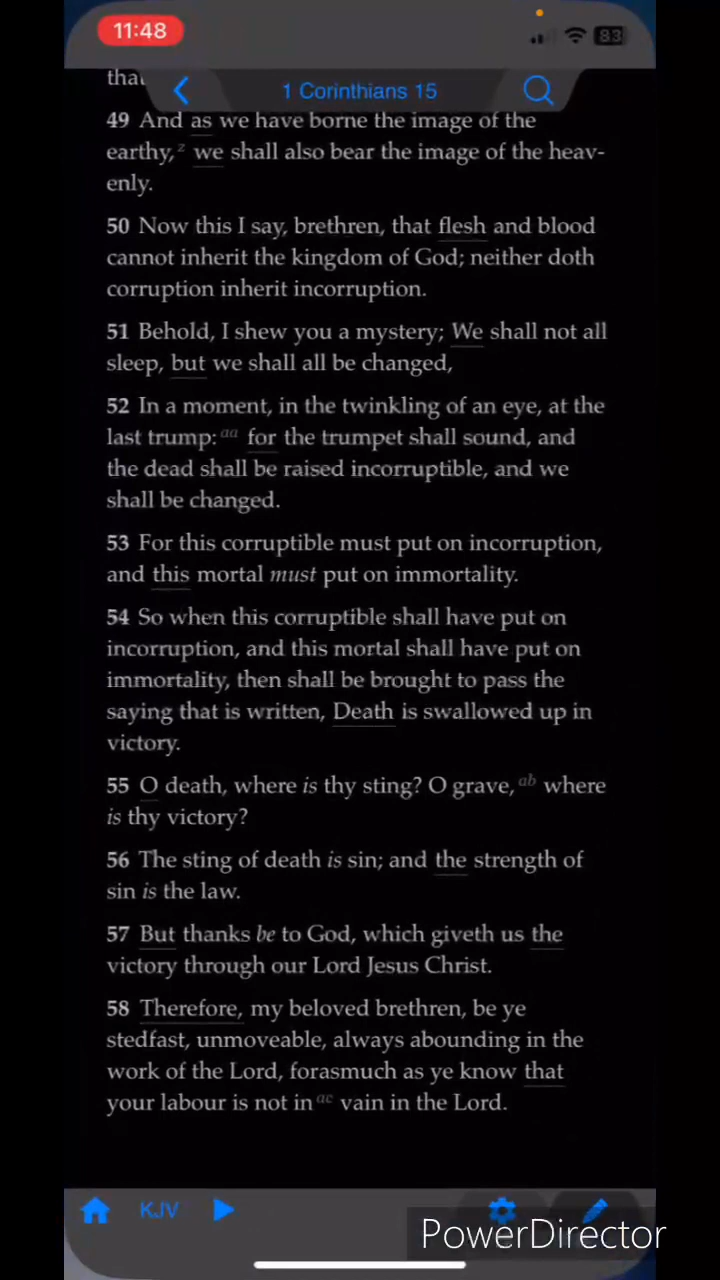 11:48
83
that
1 Corinthians 15
49 And as we have borne the image of the
earthy, z we shall also bear the image of the heav-
enly.
50 Now this I say, brethren, that flesh and blood
cannot inherit the kingdom of God; neither doth
corruption inherit incorruption.
51 Behold, I shew you a mystery; We shall not all
sleep, but we shall all be changed,
52 In a moment, in the twinkling of an eye, at the
last trump: aa for the trumpet shall sound, and
the dead shall be raised incorruptible, and we
shall be changed.
53 For this corruptible must put on incorruption,
and this mortal must put on immortality.
54 So when this corruptible shall have put on
incorruption, and this mortal shall have put on
immortality, then shall be brought to pass the
saying that is written, Death is swallowed up in
victory.
55 O death, where is thy sting? O grave, ab where
is thy victory?
56 The sting of death is sin; and the strength of
sin is the law.
57 But thanks be to God, which giveth us the
victory through our Lord Jesus Christ.
58 Therefore, my beloved brethren, be ye
stedfast, unmoveable, always abounding in the
work of the Lord, forasmuch as ye know that
your labour is not in ac vain in the Lord.
KJV
PowerDirector